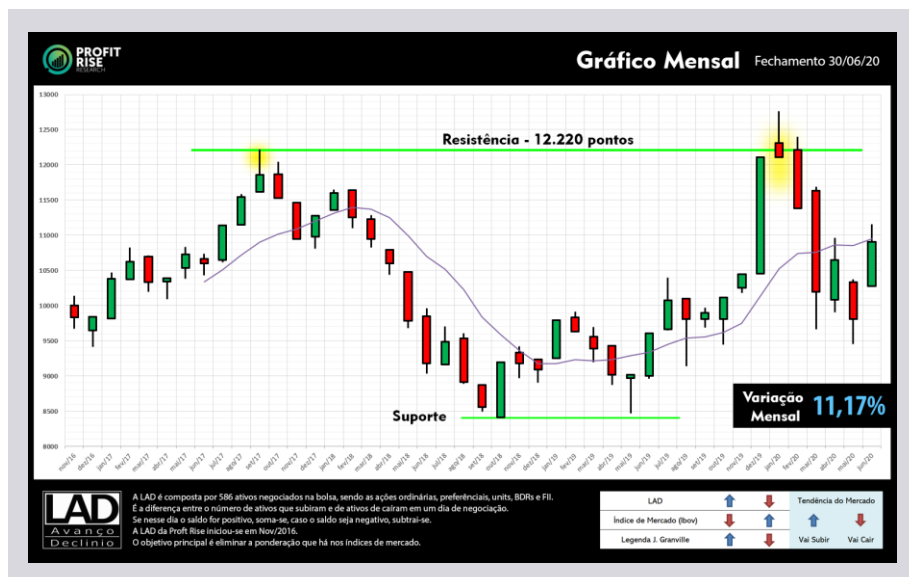 PROFIT
RISE
RESEARCH
Gráfico Mensal Fechamento 30/06/20
13000
12500
12000
11500
11000
10500
10000
9500
9000
8500
8000
Resistência - 12.220 pontos
Suporte
Variação
Mensal
11,17%
nov/16 dez/16 jan/17 fev/17 mar/17 abr/17 mai/17 jun/17 jul/17 ago/17 set/17 out/17 nov/17 dez/17 jan/18 fev/18 mar/18 abr/18 mai/18 jun/18 jul/18 ago/18 set/18 out/18 nov/18 dez/18 jan/19 fev/19 mar/19 abr/19 mai/19 jun/19 jul/19 ago/19 set/19 out/19 nov/19 dez/19 jan/20 fev/20 mar/20 abr/20 mai/20 jun/20
LAD
Avanço
Declinio
A LAD é composta por 586 ativos negociados na bolsa, sendo as ações ordinárias, preferênciais, units, BDRs e FII.
É a diferença entre o número de ativos que subiram e de ativos de caíram em um dia de negociação.
Se nesse dia o saldo for positivo, soma-se, caso o saldo seja negativo, subtrai-se.
A LAD da Proft Rise iniciou-se em Nov/2016.
O objetivo principal é eliminar a ponderação que há nos índices de mercado.
LAD Tendência do Mercado
Índice de Mercado (Ibov)
Legenda J. Granville Vai Subir Vai Cair